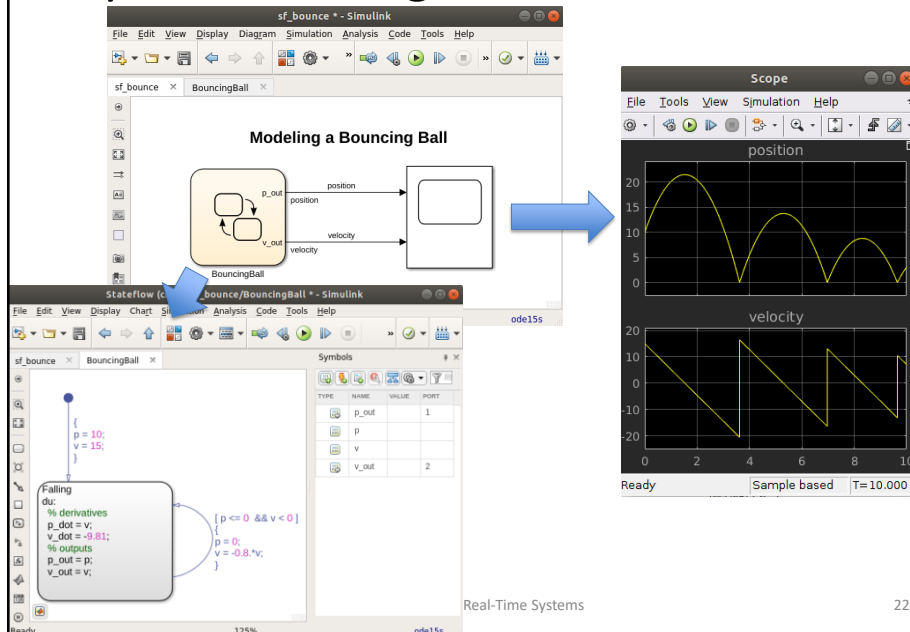 sf_bounce * - Simulink
File Edit View Display Diagram Simulation Analysis Code Tools Help
sf_bounce × BouncingBall ×
Modeling a Bouncing Ball
p_out
position
position
v_out
velocity
velocity
BouncingBall
ode15s
Scope
File Tools View Simulation Help
position
20
15
10
5
0
velocity
20
10
0
-10
-20
0 2 4 6 8 10
Ready Sample based T=10.000
bounce/BouncingBall * - Simulink
File Edit View Display Chart Analysis Code Tools Help
sf_bounce × BouncingBall ×
{
p = 10;
v = 15;
}
Falling
du:
% derivatives
p_dot = v;
v_dot = -9.81;
% outputs
p_out = p;
v_out = v;
[ p <= 0 && v < 0 ]
{
p = 0;
v = -0.8.*v;
}
Symbols
TYPE NAME VALUE PORT
p_out 1
p
v
v_out 2
Ready 125% ode15s
Real-Time Systems 22